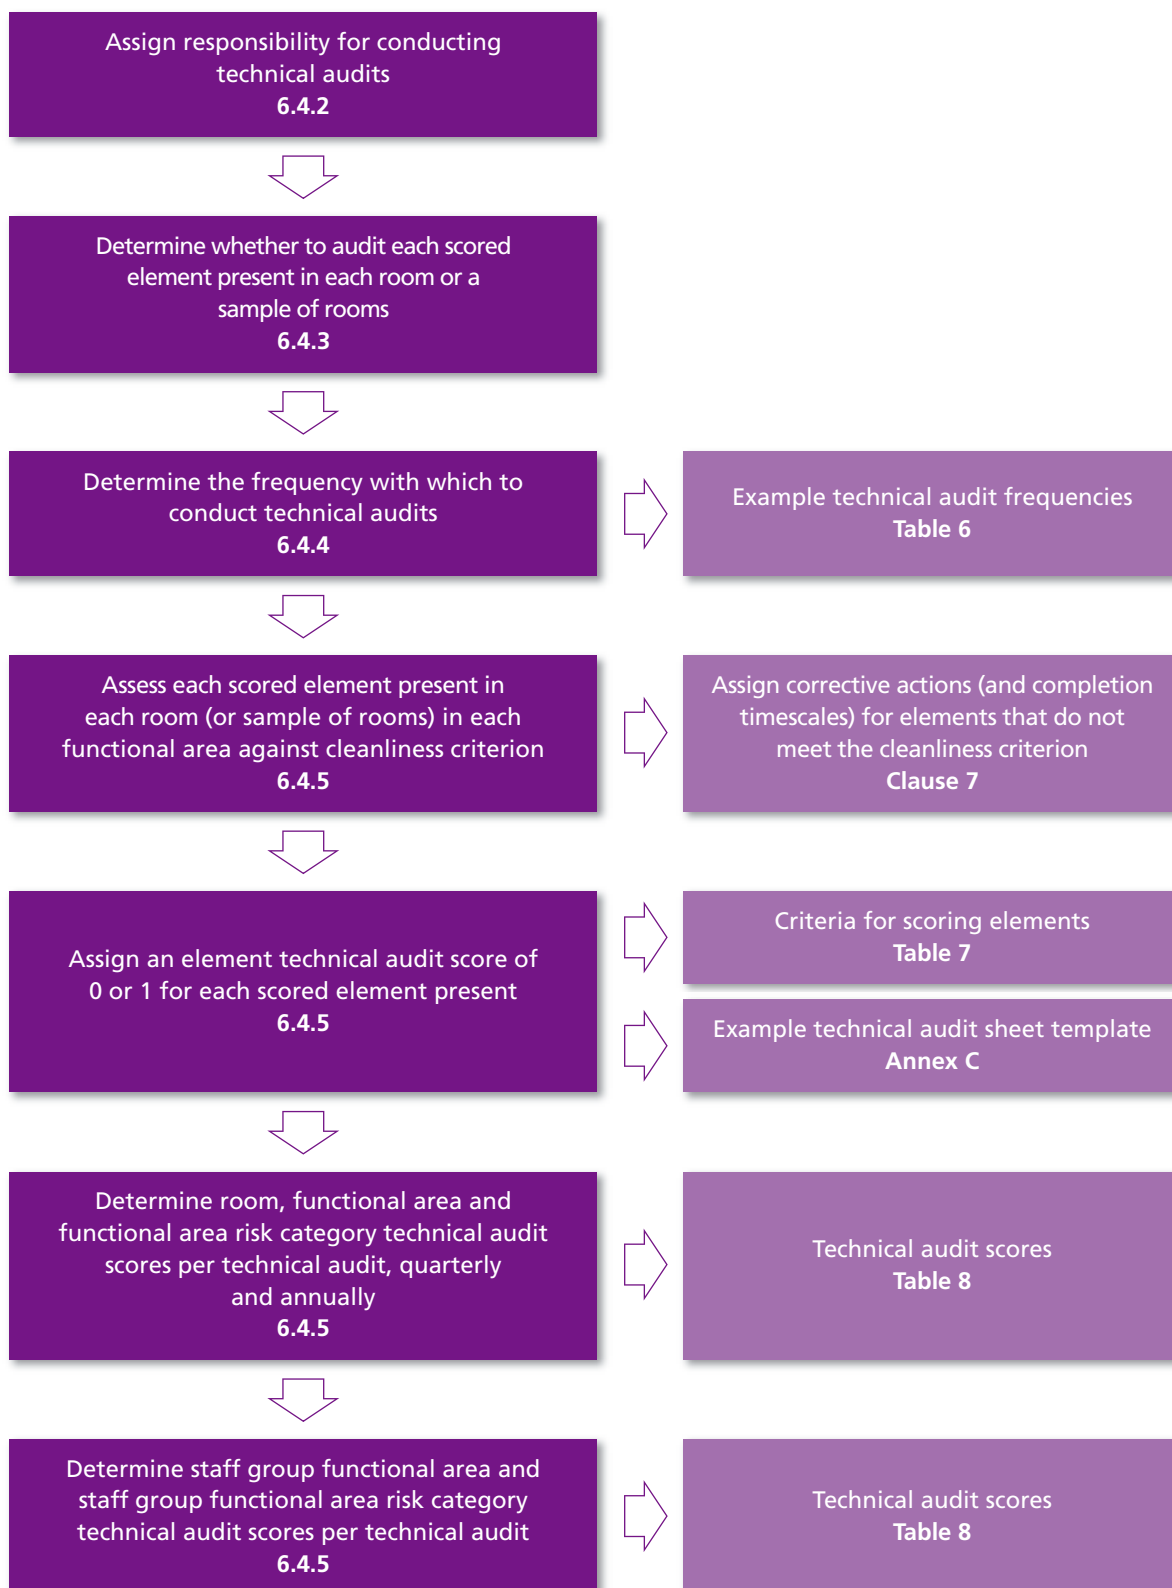 Assign responsibility for conducting
technical audits
6.4.2
Determine whether to audit each scored
element present in each room or a
sample of rooms
6.4.3
Determine the frequency with which to
conduct technical audits
6.4.4
Example technical audit frequencies
Table 6
Assess each scored element present in
each room (or sample of rooms) in each
functional area against cleanliness criterion
6.4.5
Assign corrective actions (and completion
timescales) for elements that do not
meet the cleanliness criterion
Clause 7
Assign an element technical audit score of
0 or 1 for each scored element present
6.4.5
Criteria for scoring elements
Table 7
Example technical audit sheet template
Annex C
Determine room, functional area and
functional area risk category technical audit
scores per technical audit, quarterly
and annually
6.4.5
Technical audit scores
Table 8
Determine staff group functional area and
staff group functional area risk category
technical audit scores per technical audit
6.4.5
Technical audit scores
Table 8